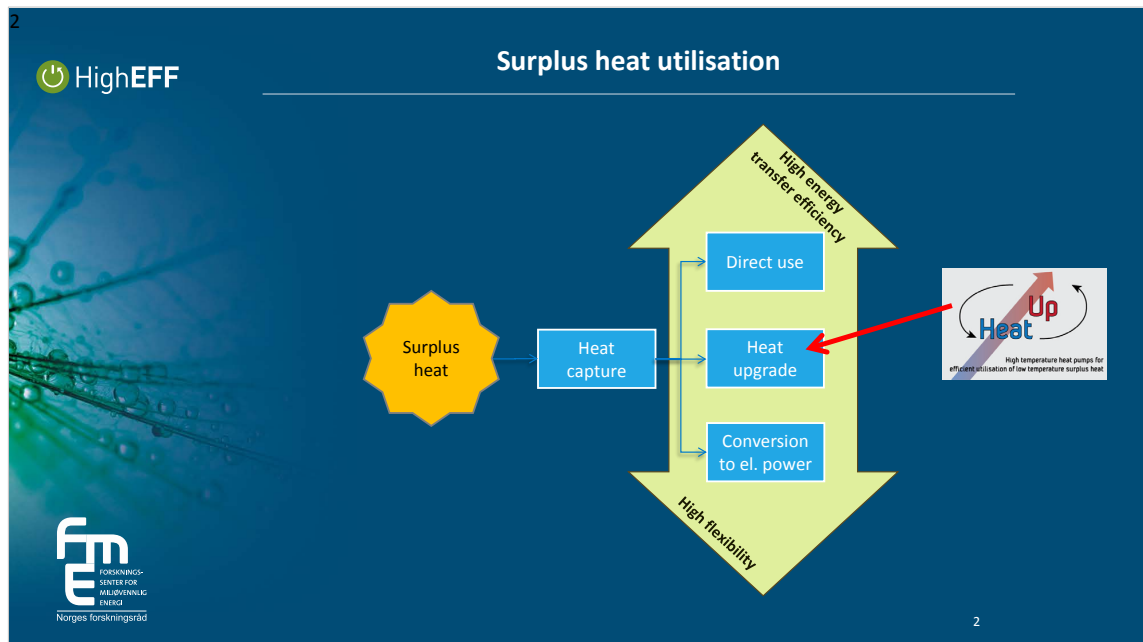 2
HighEFF
Surplus heat utilisation
High energy
transfer efficiency
Direct use
Surplus
heat
Heat
capture
Heat
upgrade
Conversion
to el. power
High flexibility
Up
Heat
High temperature heat pumps for
efficient utilisation of low temperature surplus heat
FME
FORSKNINGS-
SENTER FOR
MILJØVENNLIG
ENERGI
Norges forskningsråd
2